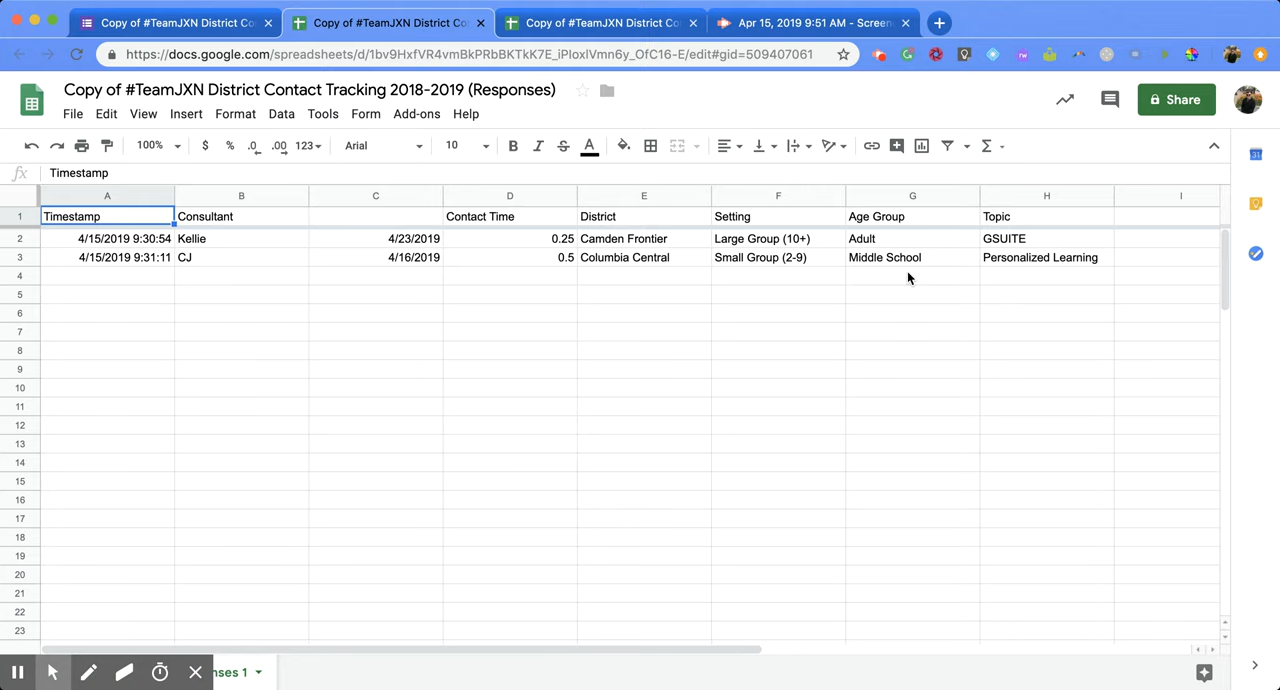 Copy of #TeamJXN District Co
Copy of #TeamJXN District Co
Copy of #TeamJXN District Co
Apr 15, 2019 9:51 AM - Screen
https://docs.google.com/spreadsheets/d/1bv9HxfVR4vmBkPRbBKTkK7E_iPIoxlVmn6y_OfC16-E/edit#gid=509407061
Copy of #TeamJXN District Contact Tracking 2018-2019 (Responses)
File Edit View Insert Format Data Tools Form Add-ons Help
Share
100% $ % .0 .00 123 Arial 10 B I S A
fx Timestamp
A B C D E F G H I
1 Timestamp Consultant Contact Time District Setting Age Group Topic
2 4/15/2019 9:30:54 Kellie 4/23/2019 0.25 Camden Frontier Large Group (10+) Adult GSUITE
3 4/15/2019 9:31:11 CJ 4/16/2019 0.5 Columbia Central Small Group (2-9) Middle School Personalized Learning
4
5
6
7
8
9
10
11
12
13
14
15
16
17
18
19
20
21
22
23
nses 1
31